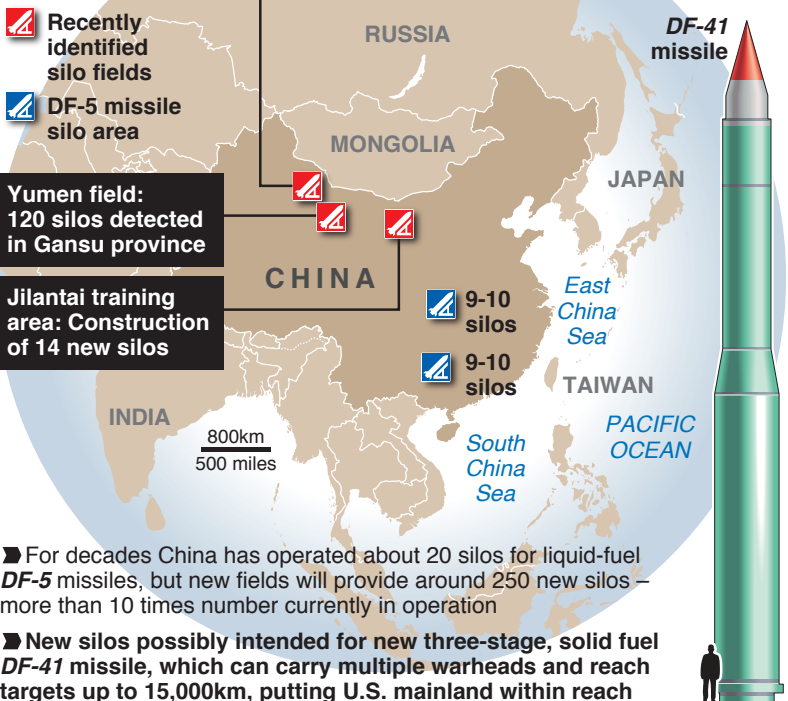 Recently
identified
silo fields
DF-5 missile
silo area
RUSSIA
MONGOLIA
JAPAN
DF-41
missile
Yumen field:
120 silos detected
in Gansu province
CHINA
Jilantai training
area: Construction
of 14 new silos
9-10
silos
9-10
silos
East
China
Sea
TAIWAN
INDIA
800km
500 miles
South
China
Sea
PACIFIC
OCEAN
For decades China has operated about 20 silos for liquid-fuel
DF-5 missiles, but new fields will provide around 250 new silos –
more than 10 times number currently in operation
New silos possibly intended for new three-stage, solid fuel
DF-41 missile, which can carry multiple warheads and reach
targets up to 15,000km, putting U.S. mainland within reach